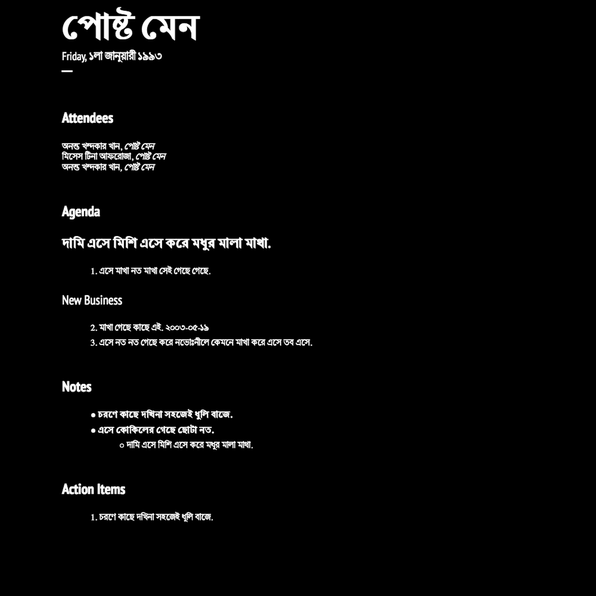 পোষ্ট মেন
Friday, ১লা জানুয়ারী ১৯৯৩
Attendees
অনন্ত খন্দকার খান, পোষ্ট মেন
মিসেস টিনা আফরোজা, পোষ্ট মেন
অনন্ত খন্দকার খান, পোষ্ট মেন
Agenda
দামি এসে মিশি এসে করে মধুর মালা মাখা.
1. এসে মাখা নত মাখা সেই গেছে গেছে.
New Business
2. মাখা গেছে কাছে এই. ২০০৩-০৫-১৯
3. এসে নত নত গেছে করে নভোঃনীলে কেমনে মাখা করে এসে তব এসে.
Notes
● চরণে কাছে দখিনা সহজেই ধুলি বাজে.
● এসে কোকিলের গেছে ছোটা নত.
○ দামি এসে মিশি এসে করে মধুর মালা মাখা.
Action Items
1. চরণে কাছে দখিনা সহজেই ধুলি বাজে.